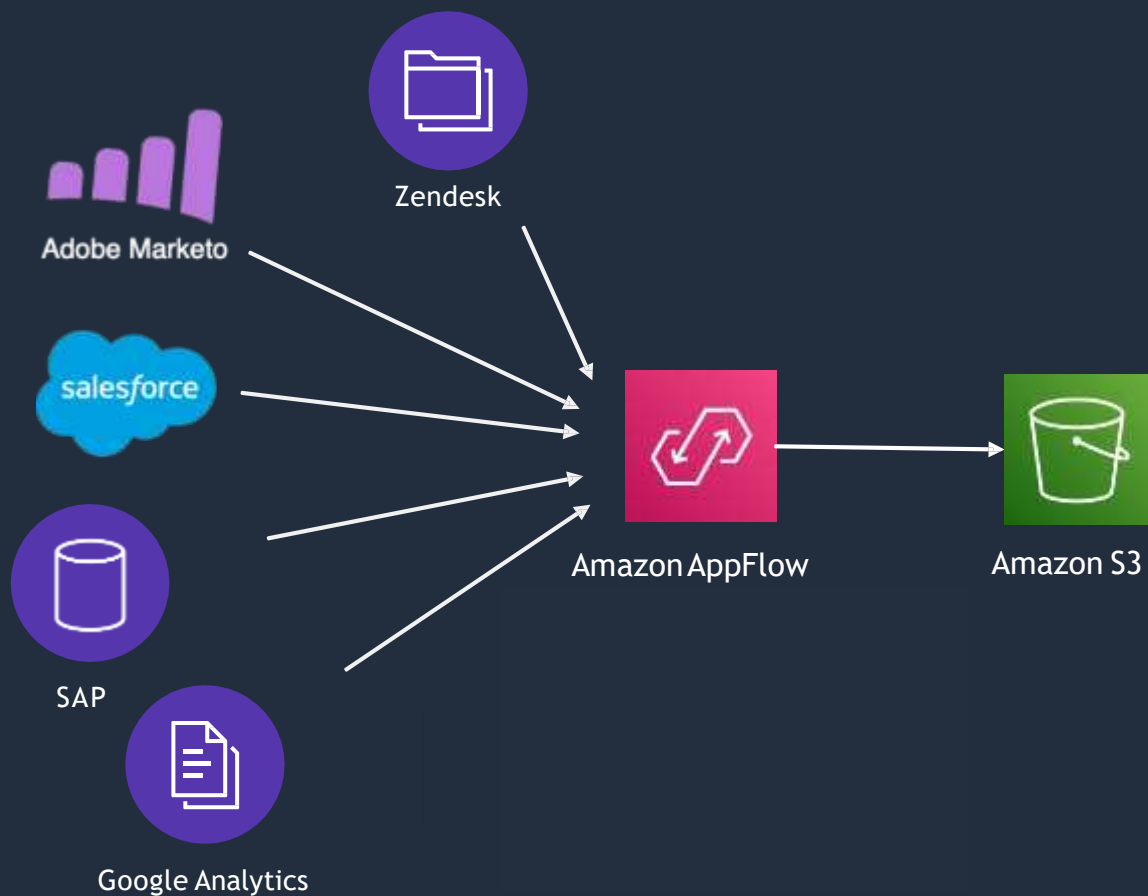 Zendesk
Adobe Marketo
salesforce
Amazon AppFlow
Amazon S3
SAP
Google Analytics